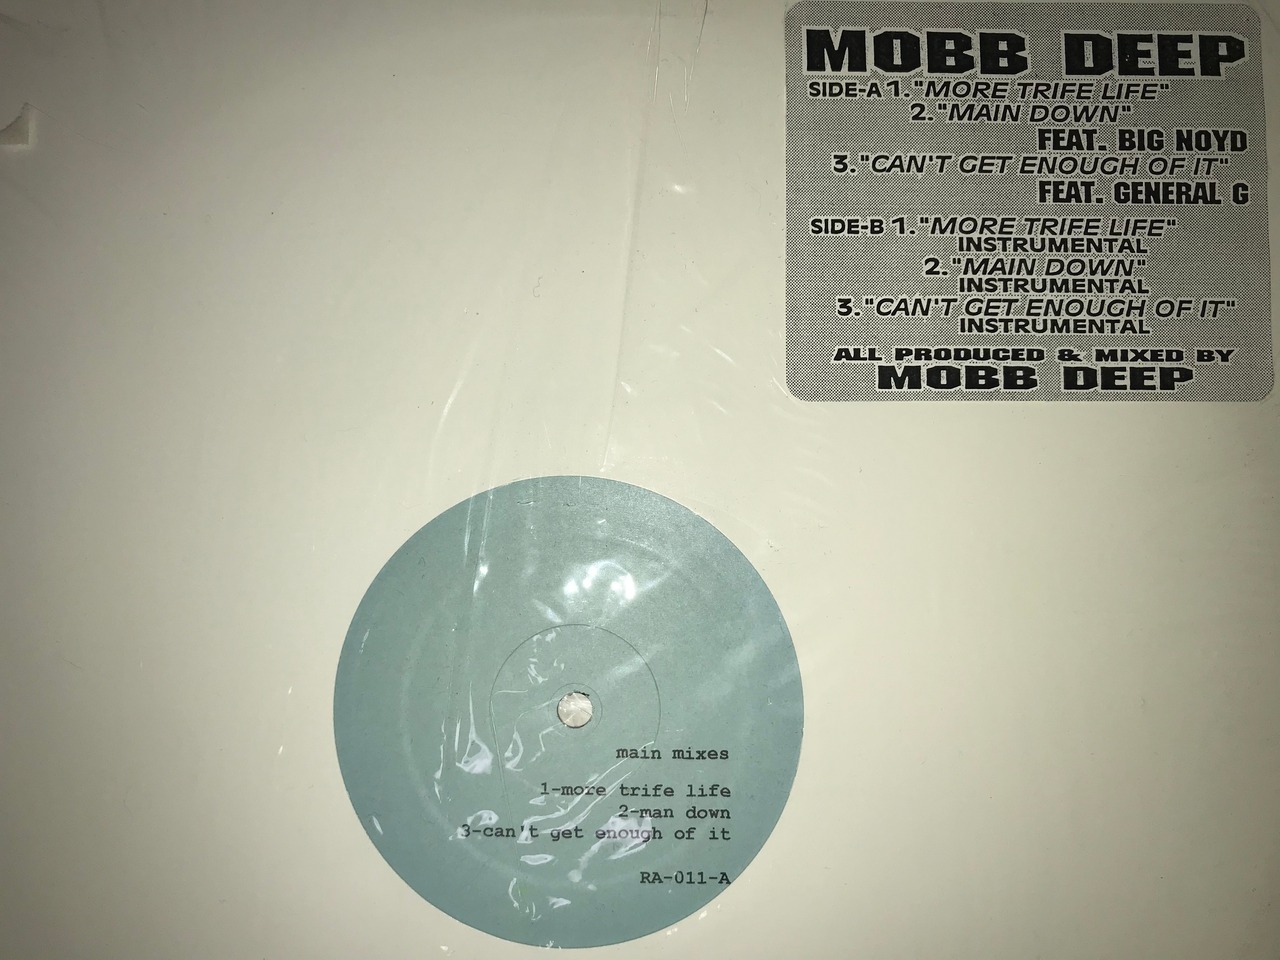 MOBB DEEP
SIDE-A 1."MORE TRIFE LIFE"
2."MAIN DOWN"
FEAT. BIG NOYD
3."CAN'T GET ENOUGH OF IT"
FEAT. GENERAL G
SIDE-B 1."MORE TRIFE LIFE"
INSTRUMENTAL
2."MAIN DOWN"
INSTRUMENTAL
3."CAN'T GET ENOUGH OF IT"
INSTRUMENTAL
ALL PRODUCED & MIXED BY
MOBB DEEP
main mixes
1-more trife life
2-man down
3-can't get enough of it
RA-011-A